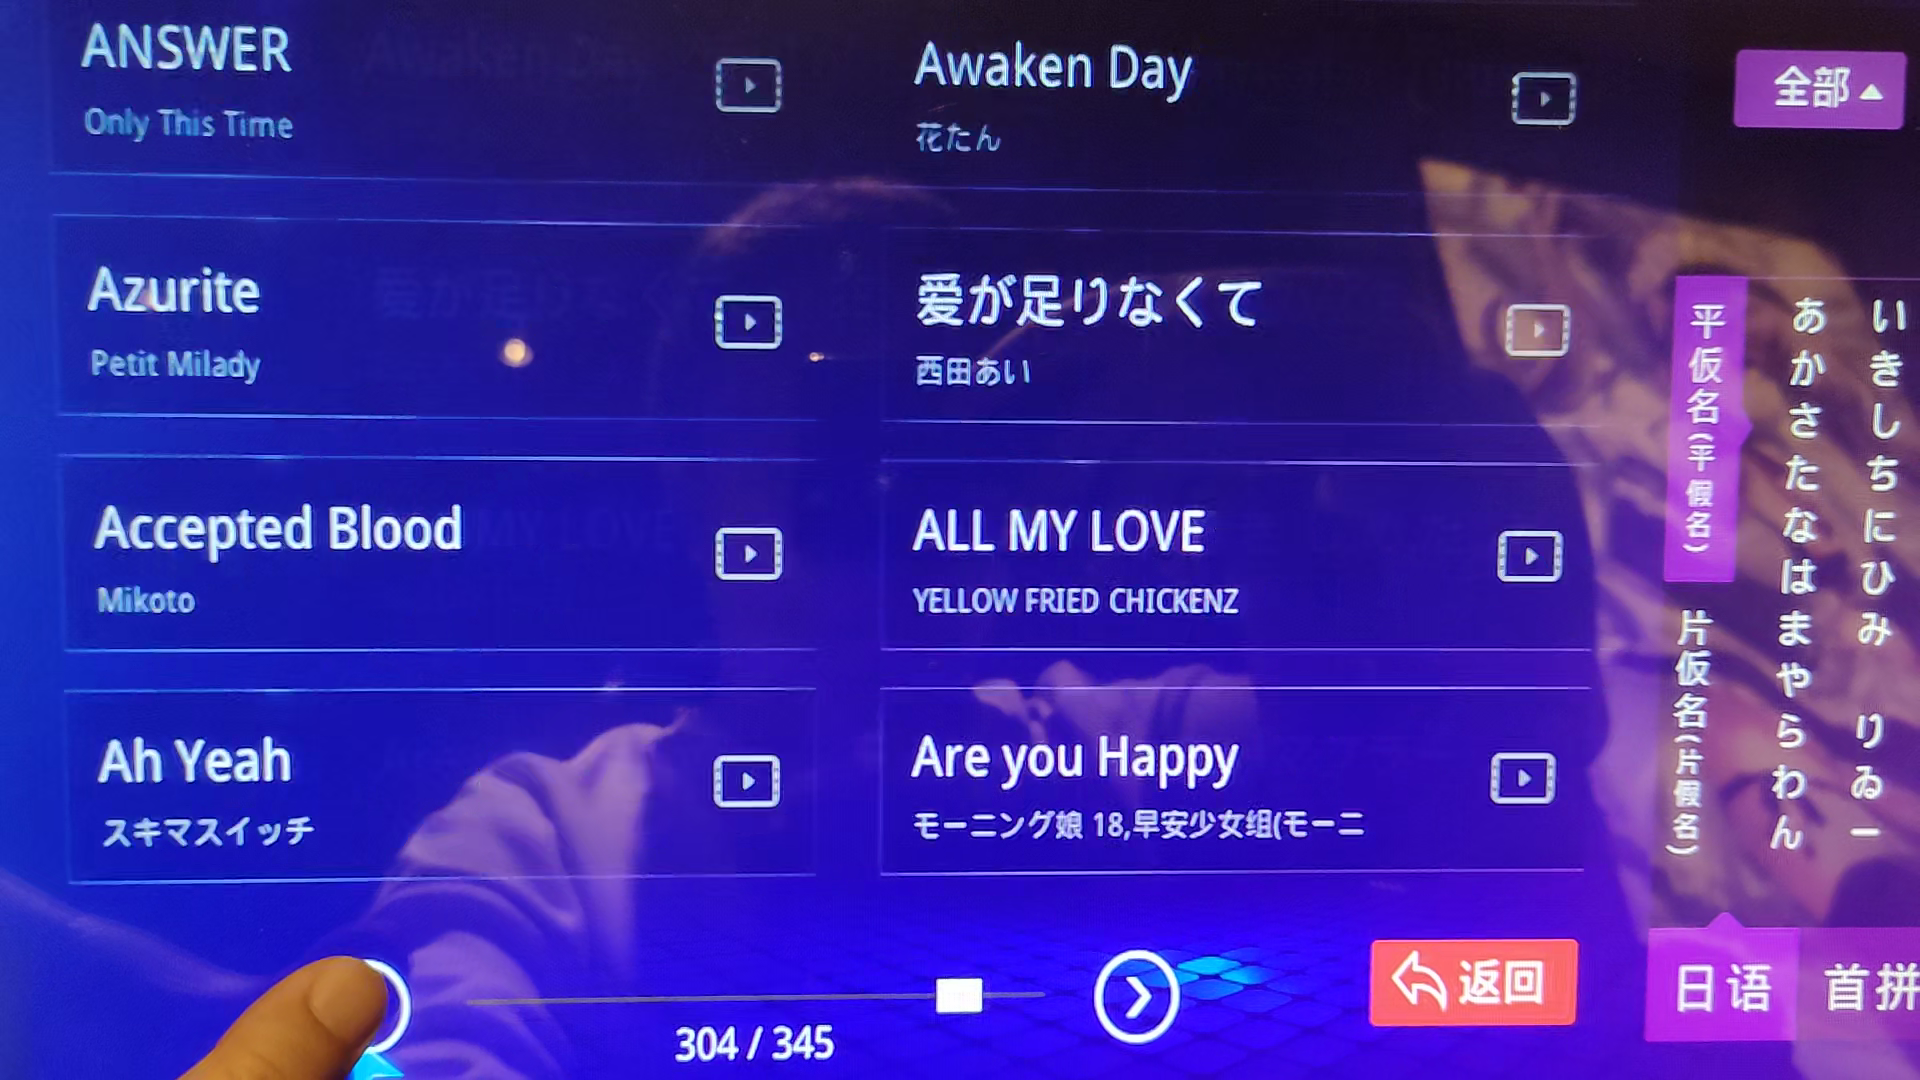 ANSWER
Only This Time
Awaken Day
花たん
Azurite
Petit Milady
爱が足りなくて
西田あい
Accepted Blood
Mikoto
ALL MY LOVE
YELLOW FRIED CHICKENZ
Ah Yeah
スキマスイッチ
Are you Happy
モーニング娘 18,早安少女组(モーニ
304 / 345
返回
全部
平仮名(平假名)
片仮名(片假名)
あかさたなはまやらわん
いきしちにひみ りゐー
日语
首拼